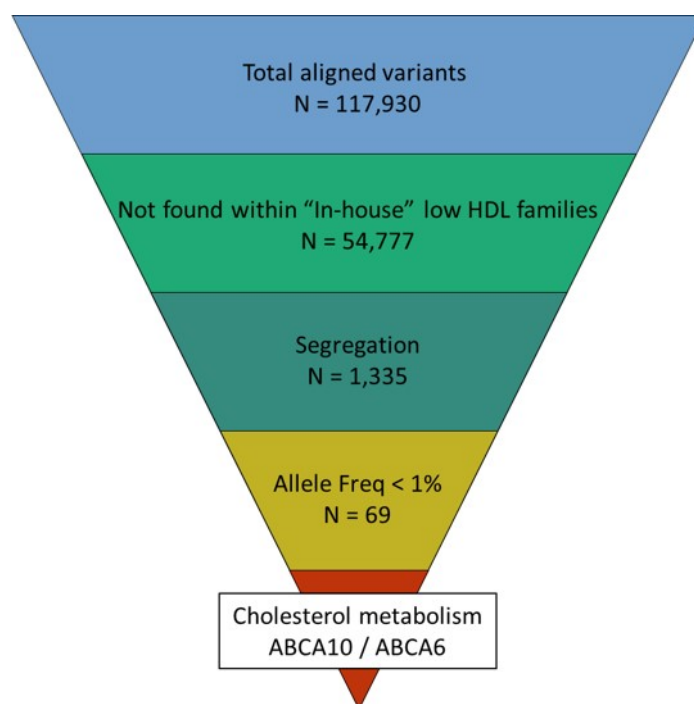 Total aligned variants
N = 117,930
Not found within “In-house” low HDL families
N = 54,777
Segregation
N = 1,335
Allele Freq < 1%
N = 69
Cholesterol metabolism
ABCA10 / ABCA6